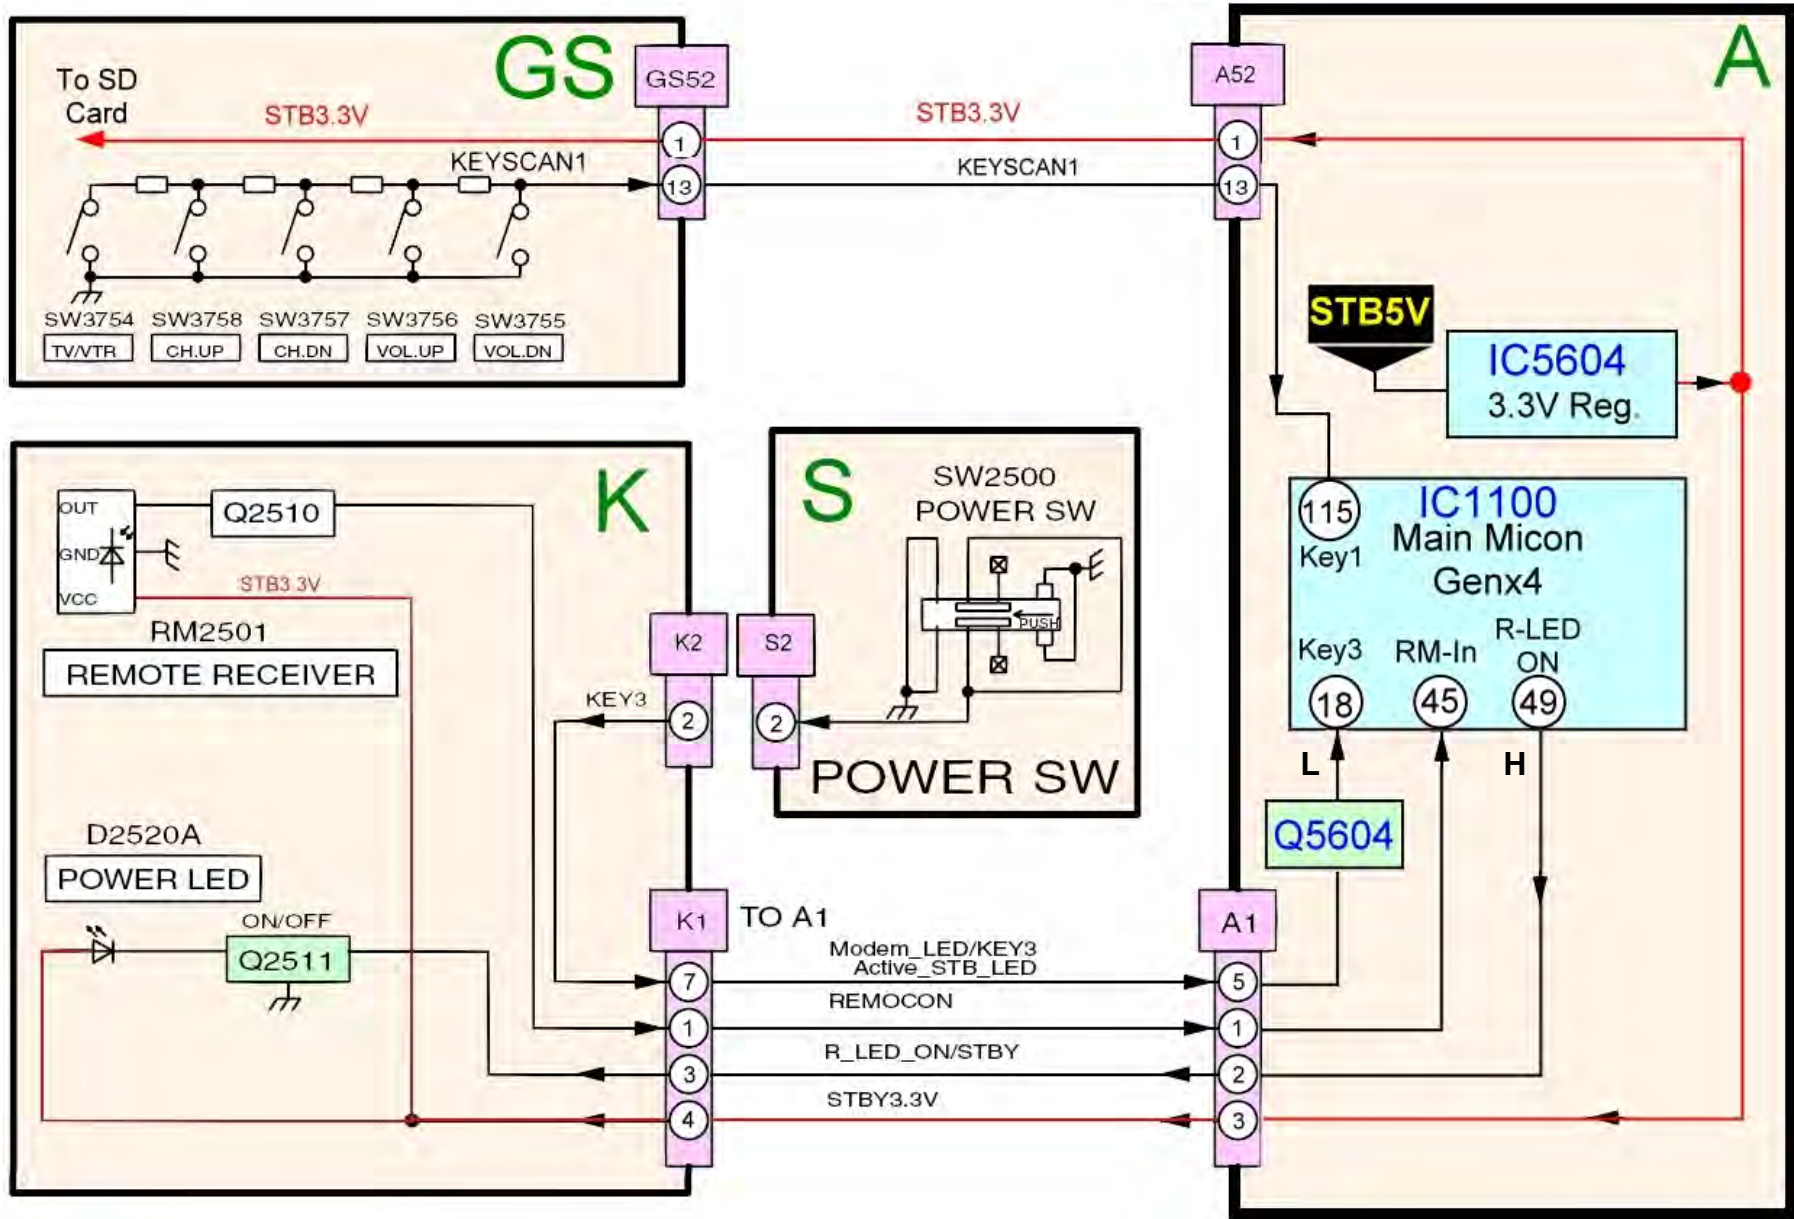 GS
To SD
Card
STB3.3V
GS52
1
KEYSCAN1
13
SW3754 SW3758 SW3757 SW3756 SW3755
TV/VTR CH.UP CH.DN VOL.UP VOL.DN
STB3.3V
KEYSCAN1
A
A52
1
13
STB5V
IC5604
3.3V Reg.
115
Key1
IC1100
Main Micon
Genx4
Key3
RM-In
R-LED
ON
18
45
49
L
H
Q5604
K
OUT
GND
VCC
Q2510
STB3.3V
RM2501
REMOTE RECEIVER
K2
KEY3
2
S
SW2500
POWER SW
PUSH
S2
2
POWER SW
D2520A
POWER LED
ON/OFF
Q2511
K1
TO A1
A1
Modem_LED/KEY3
Active_STB_LED
7
5
REMOCON
1
1
R_LED_ON/STBY
3
2
STBY3.3V
4
3